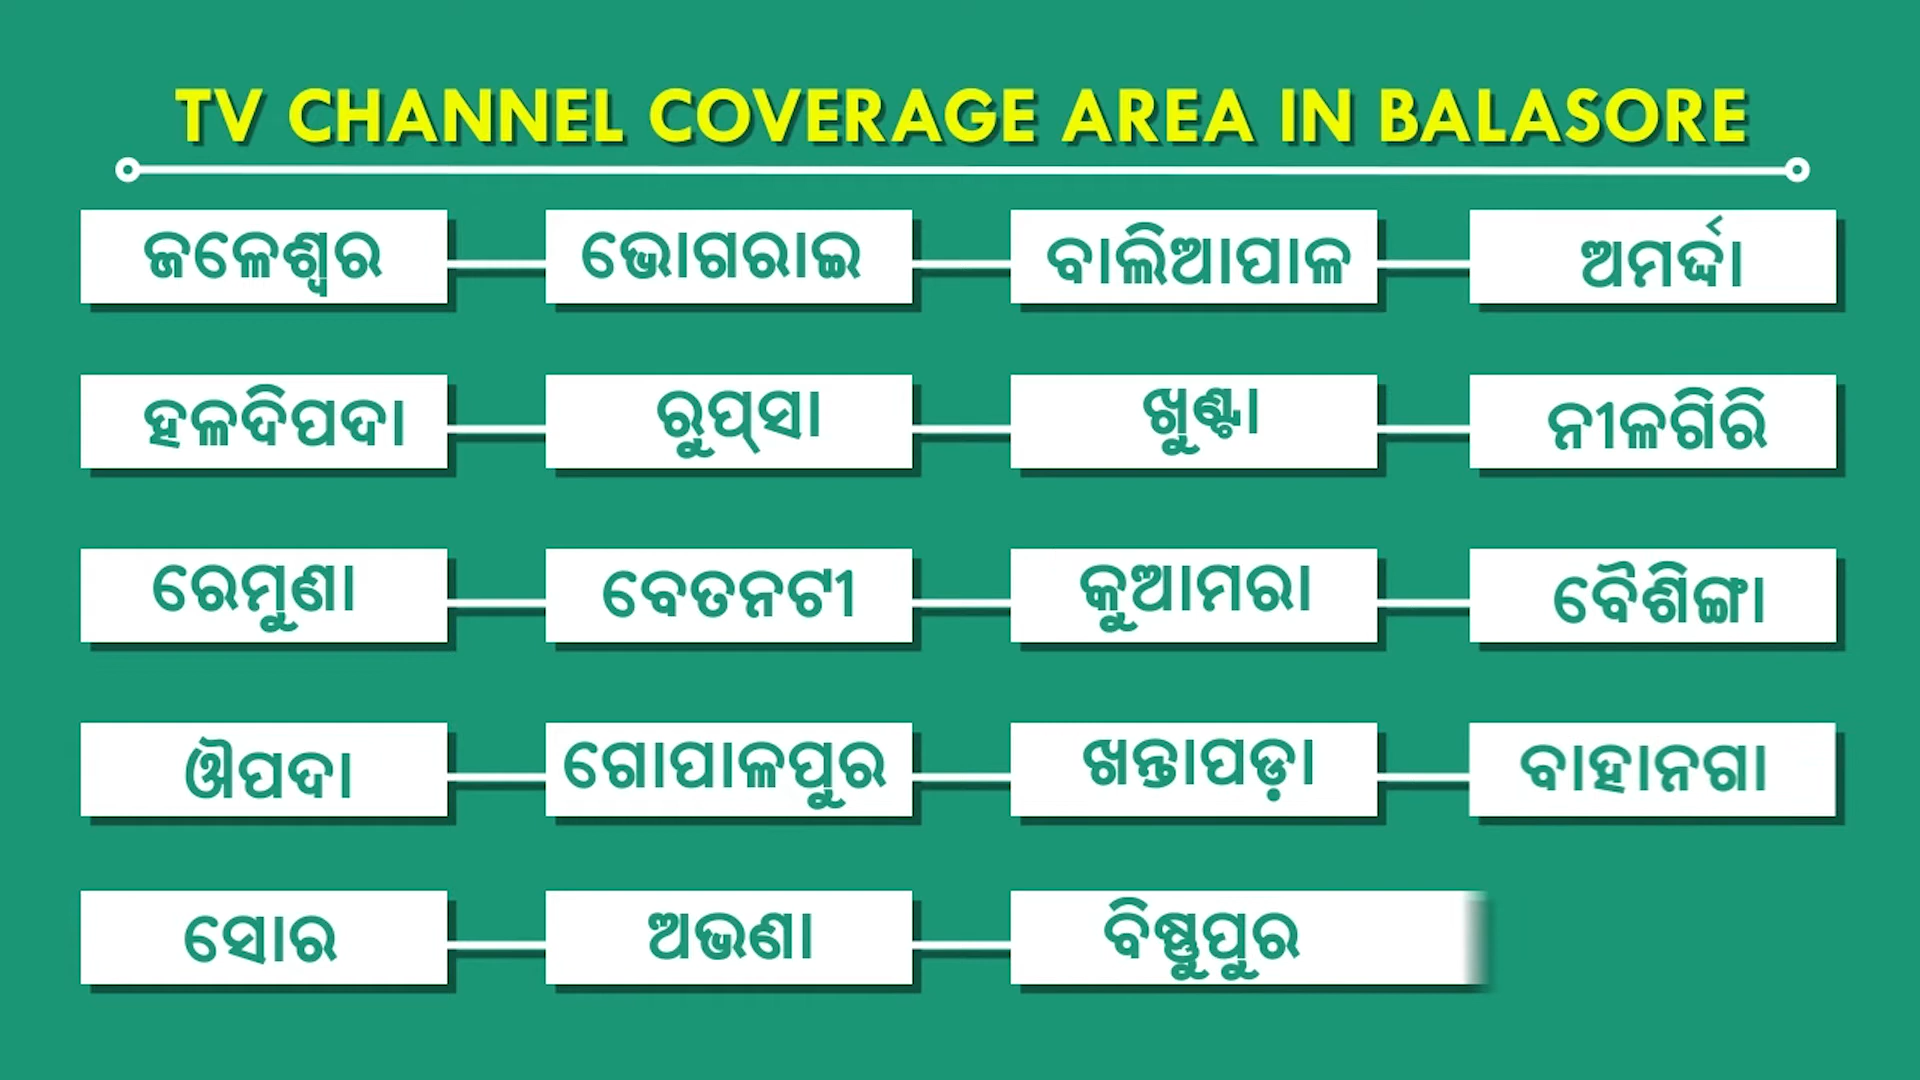 TV CHANNEL COVERAGE AREA IN BALASORE
ଜଳେଶ୍ୱର ଭୋଗରାଇ ବାଲିଆପାଳ ଅମର୍ଦ୍ଦା
ହଳଦିପଦା ରୁପ୍‌ସା ଖୁଣ୍ଟା ନୀଳଗିରି
ରେମୁଣା ବେତନଟୀ କୁଆମରା ବୈଶିଙ୍ଗା
ଔପଦା ଗୋପାଳପୁର ଖନ୍ତାପଡ଼ା ବାହାନଗା
ସୋର ଅଭଣା ବିଷ୍ଣୁପୁର